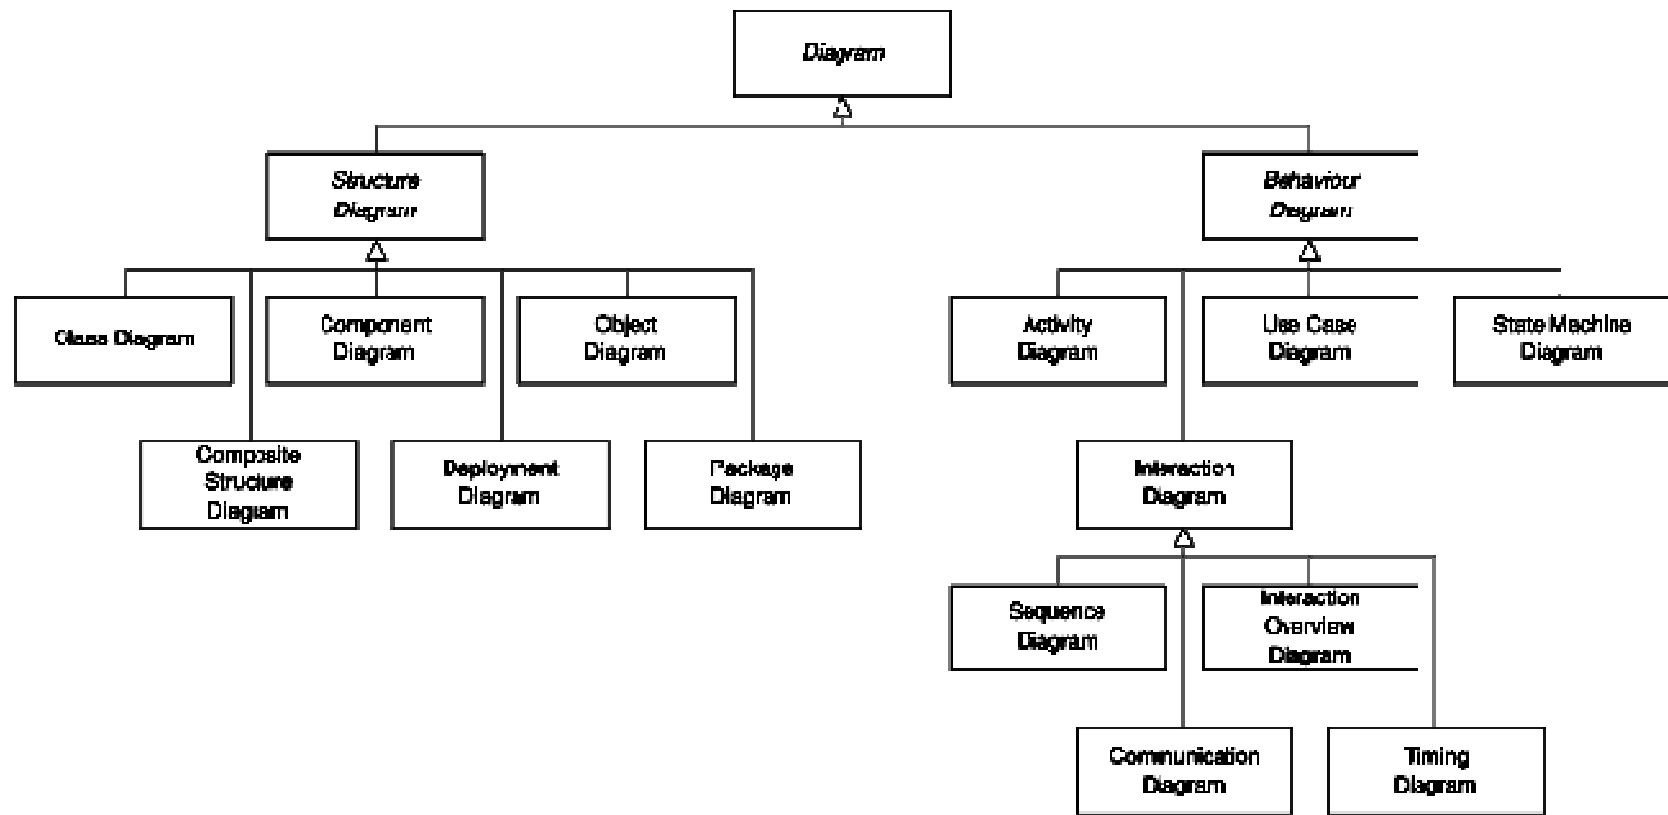 Diagram
Structure
Diagram
Behaviour
Diagram
Class Diagram
Component
Diagram
Object
Diagram
Activity
Diagram
Use Case
Diagram
State Machine
Diagram
Composite
Structure
Diagram
Deployment
Diagram
Package
Diagram
Interaction
Diagram
Sequence
Diagram
Interaction
Overview
Diagram
Communication
Diagram
Timing
Diagram